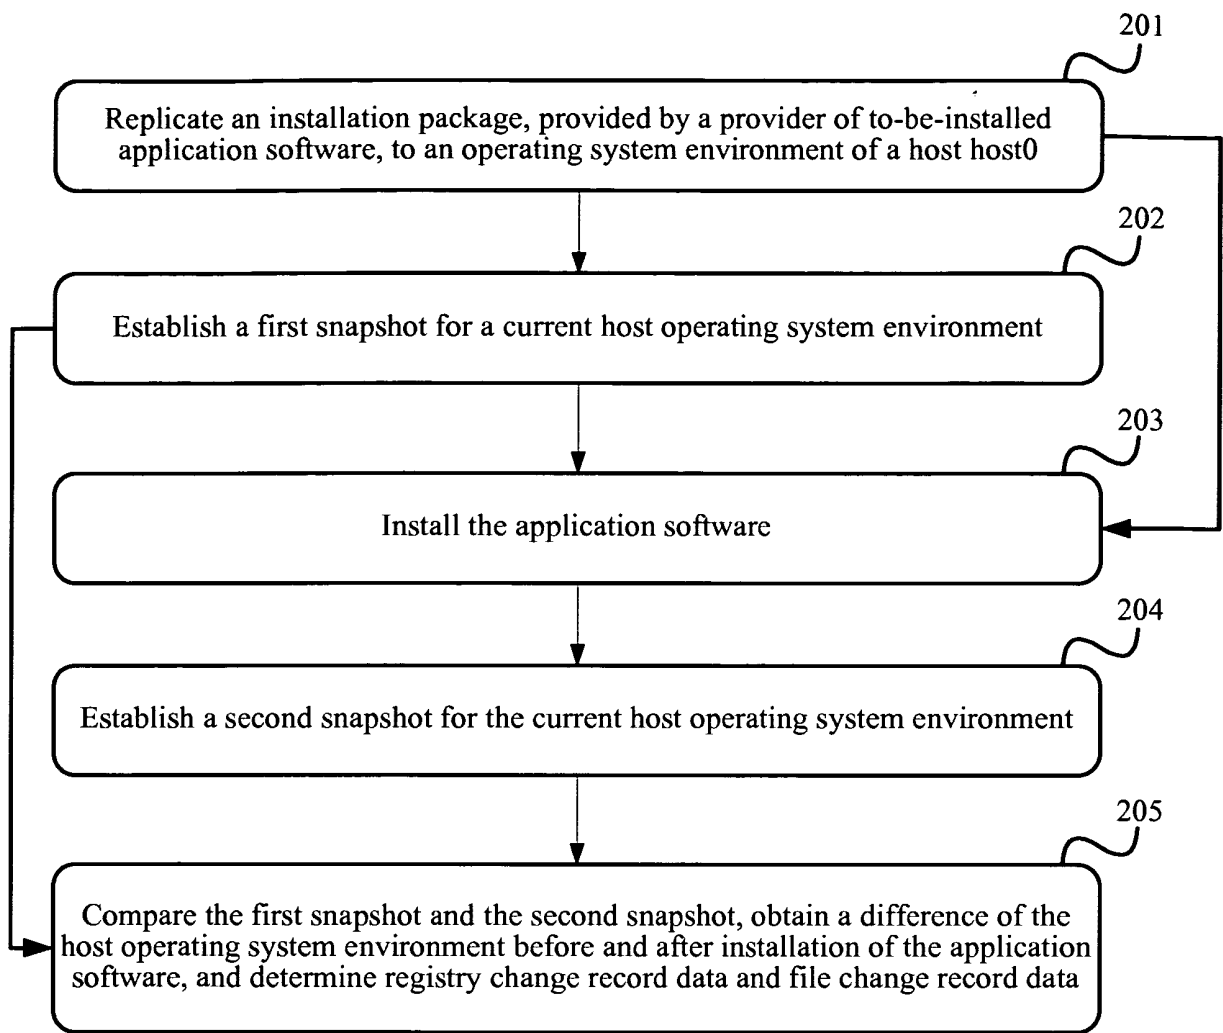 201
Replicate an installation package, provided by a provider of to-be-installed
application software, to an operating system environment of a host host0
202
Establish a first snapshot for a current host operating system environment
203
Install the application software
204
Establish a second snapshot for the current host operating system environment
205
Compare the first snapshot and the second snapshot, obtain a difference of the
host operating system environment before and after installation of the application
software, and determine registry change record data and file change record data